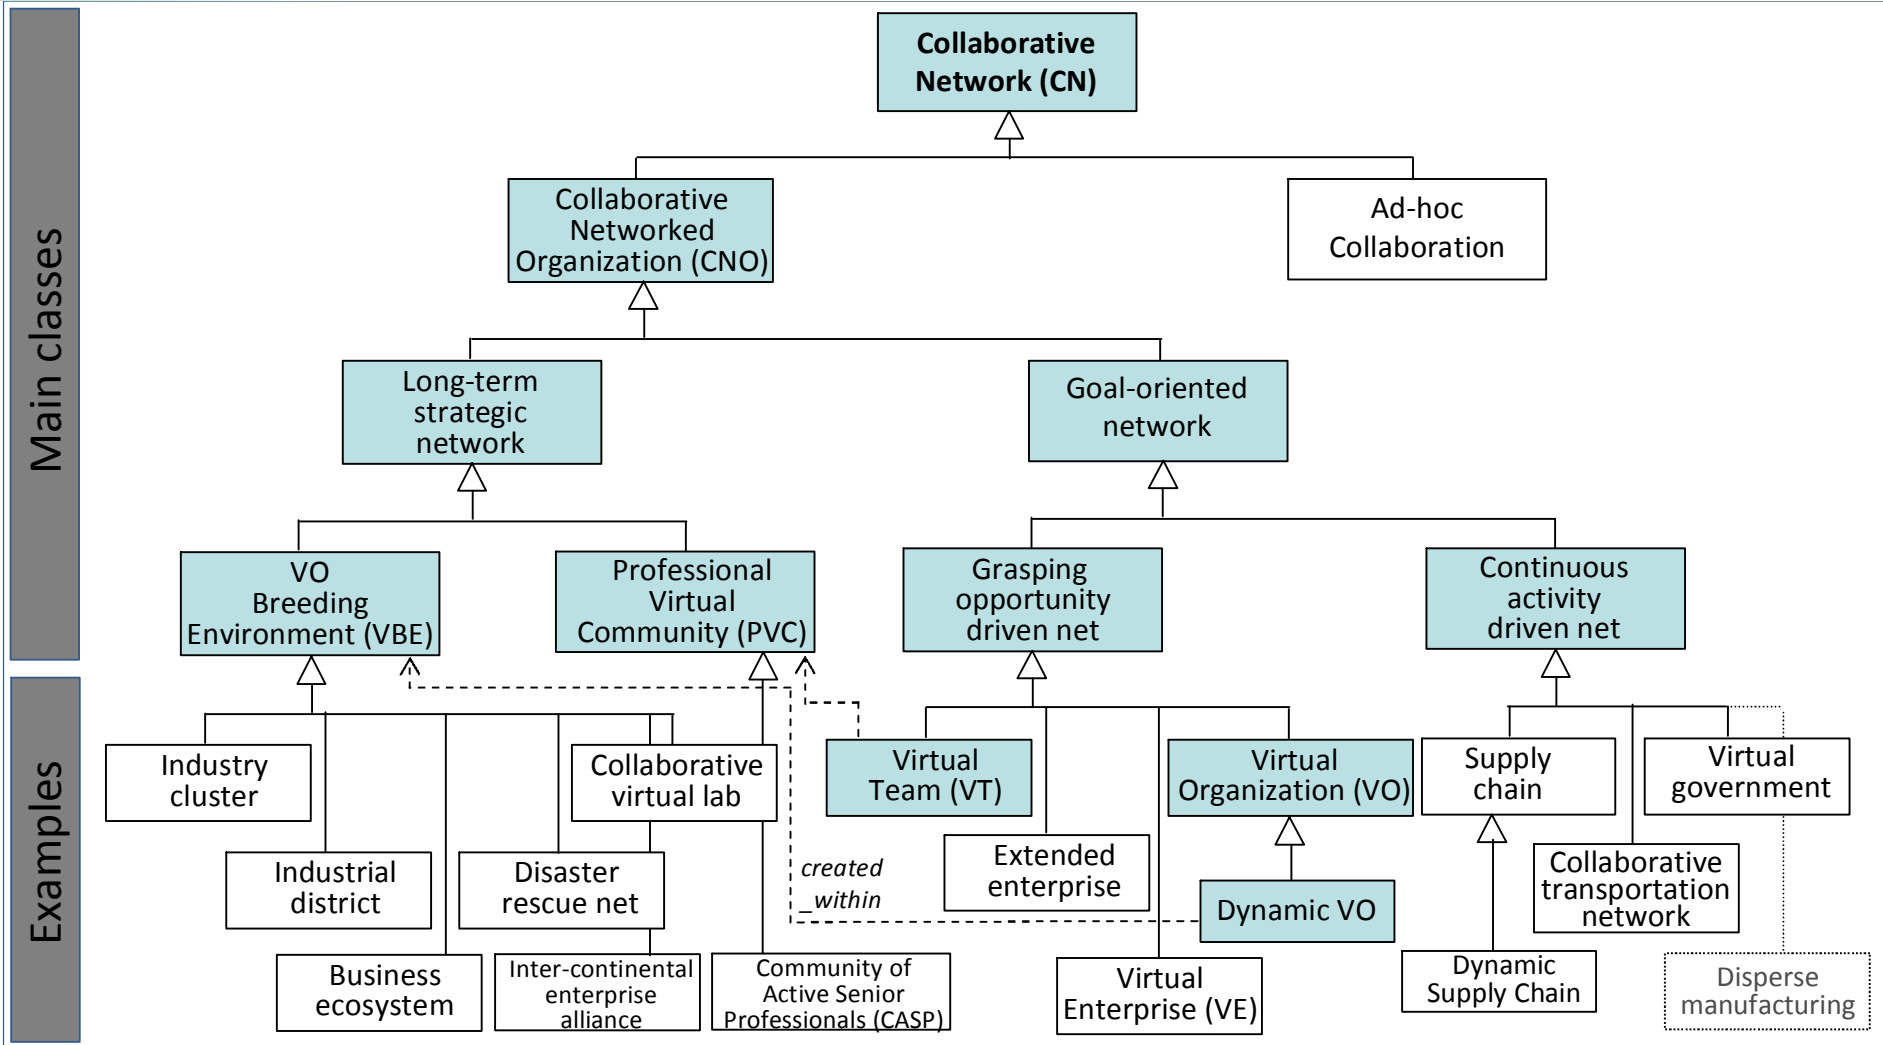 Main classes
Examples
Collaborative
Network (CN)
Collaborative
Networked
Organization (CNO)
Ad-hoc
Collaboration
Long-term
strategic
network
Goal-oriented
network
VO
Breeding
Environment (VBE)
Professional
Virtual
Community (PVC)
Grasping
opportunity
driven net
Continuous
activity
driven net
Industry
cluster
Collaborative
virtual lab
Virtual
Team (VT)
Virtual
Organization (VO)
Supply
chain
Virtual
government
Industrial
district
Disaster
rescue net
created
_within
Extended
enterprise
Dynamic VO
Collaborative
transportation
network
Business
ecosystem
Inter-continental
enterprise
alliance
Community of
Active Senior
Professionals (CASP)
Virtual
Enterprise (VE)
Dynamic
Supply Chain
Disperse
manufacturing